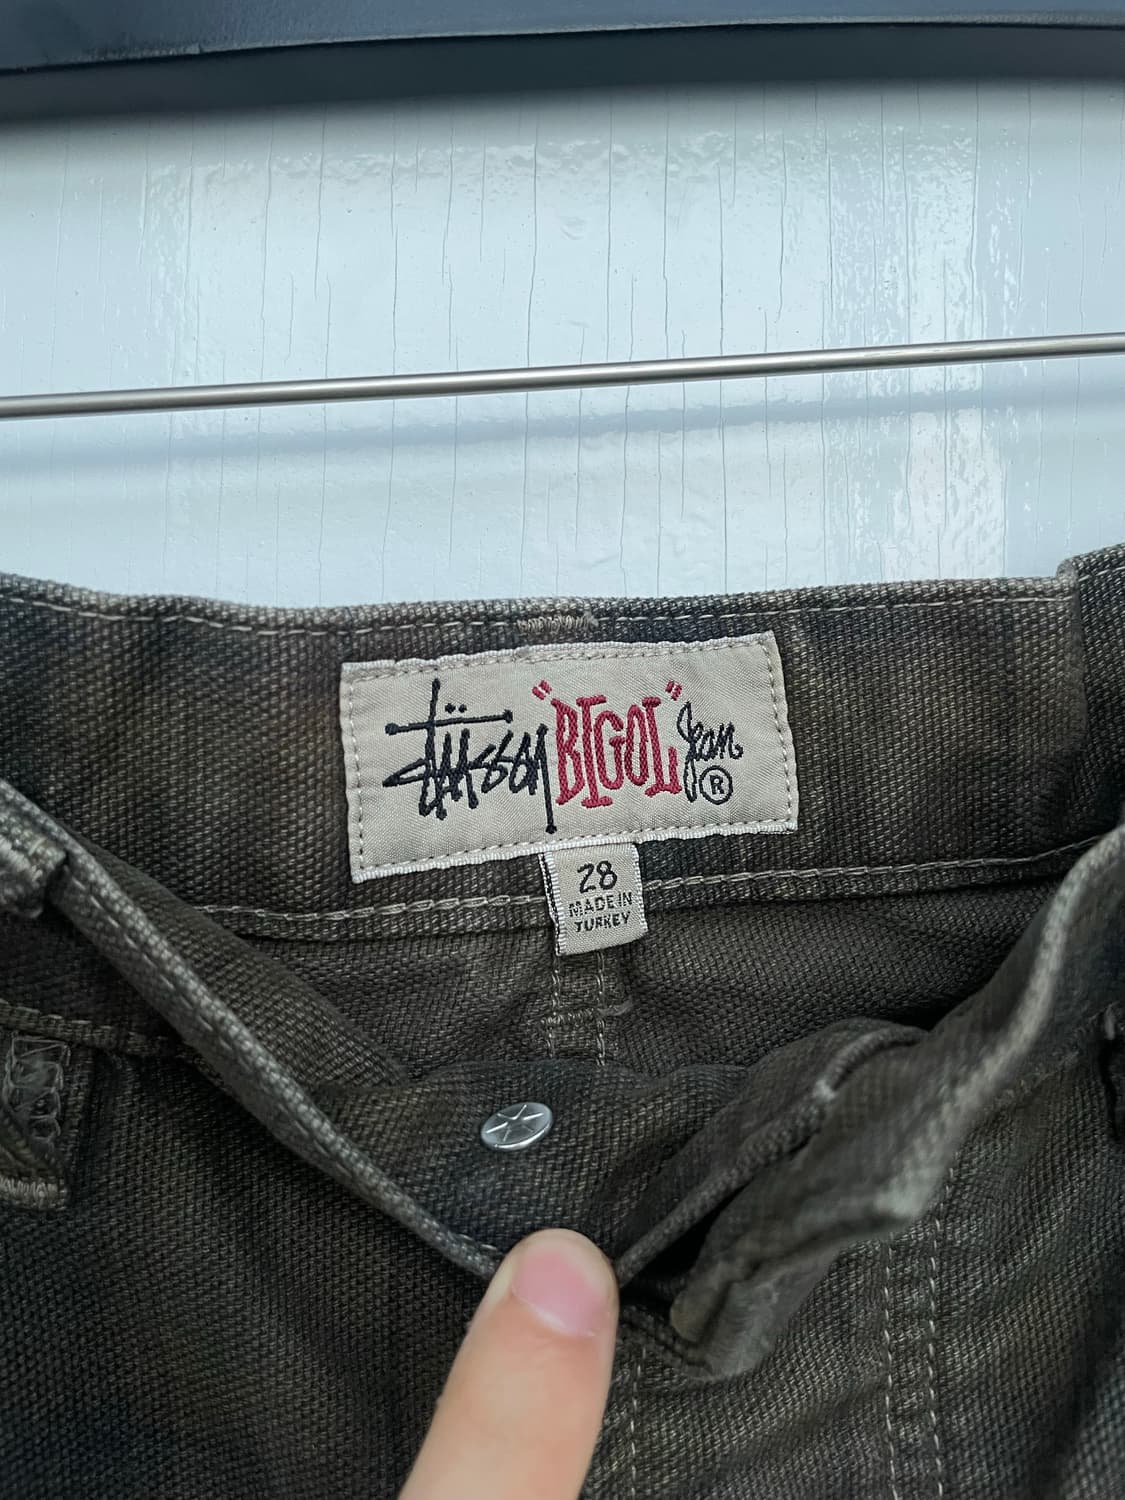 Stüssy "BIGOL" Jean ®
28
MADE IN
TURKEY